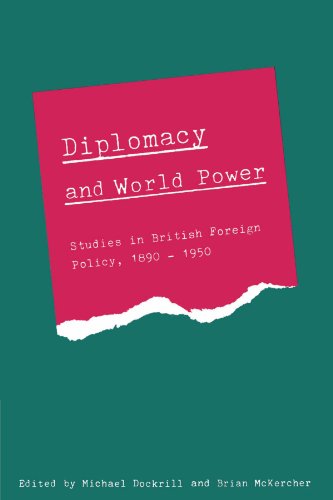 Diplomacy
and World Power
Studies in British Foreign
Policy, 1890 – 1950
Edited by Michael Dockrill and Brian McKercher